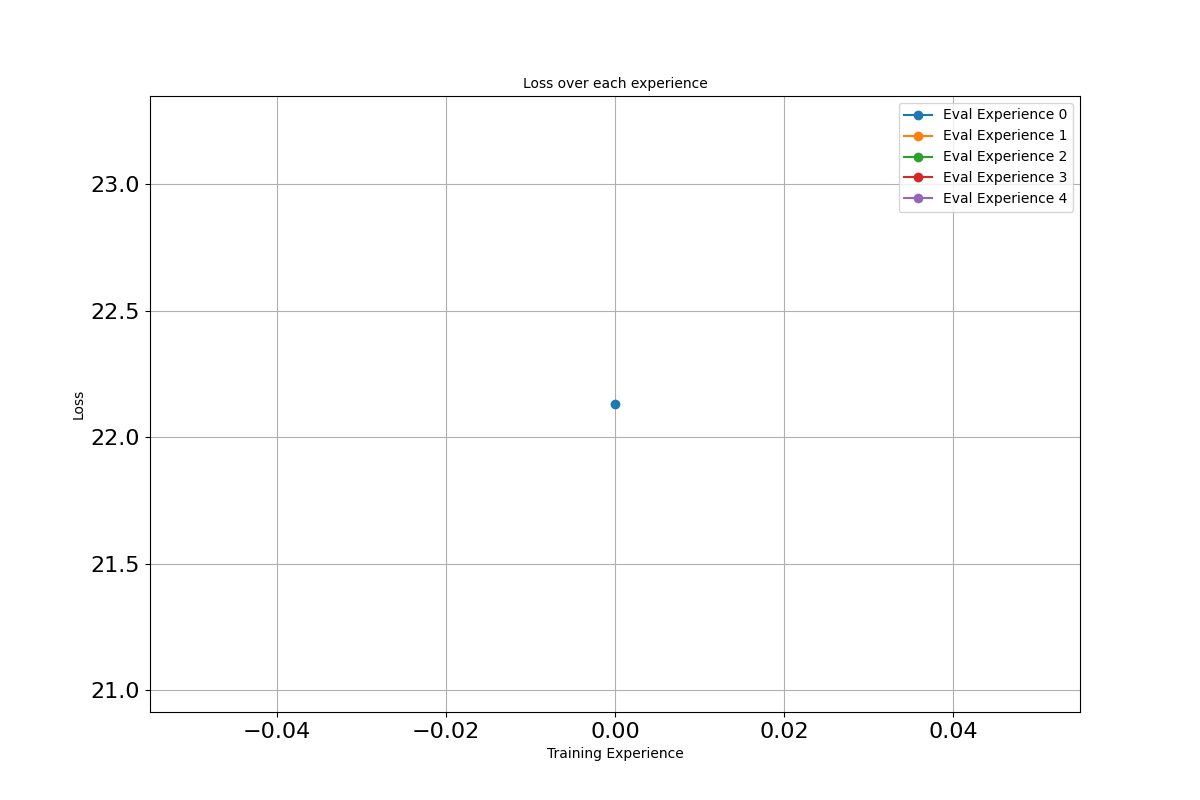 Loss over each experience
Eval Experience 0
Eval Experience 1
Eval Experience 2
Eval Experience 3
Eval Experience 4
23.0
22.5
22.0
21.5
21.0
Loss
−0.04
−0.02
0.00
0.02
0.04
Training Experience